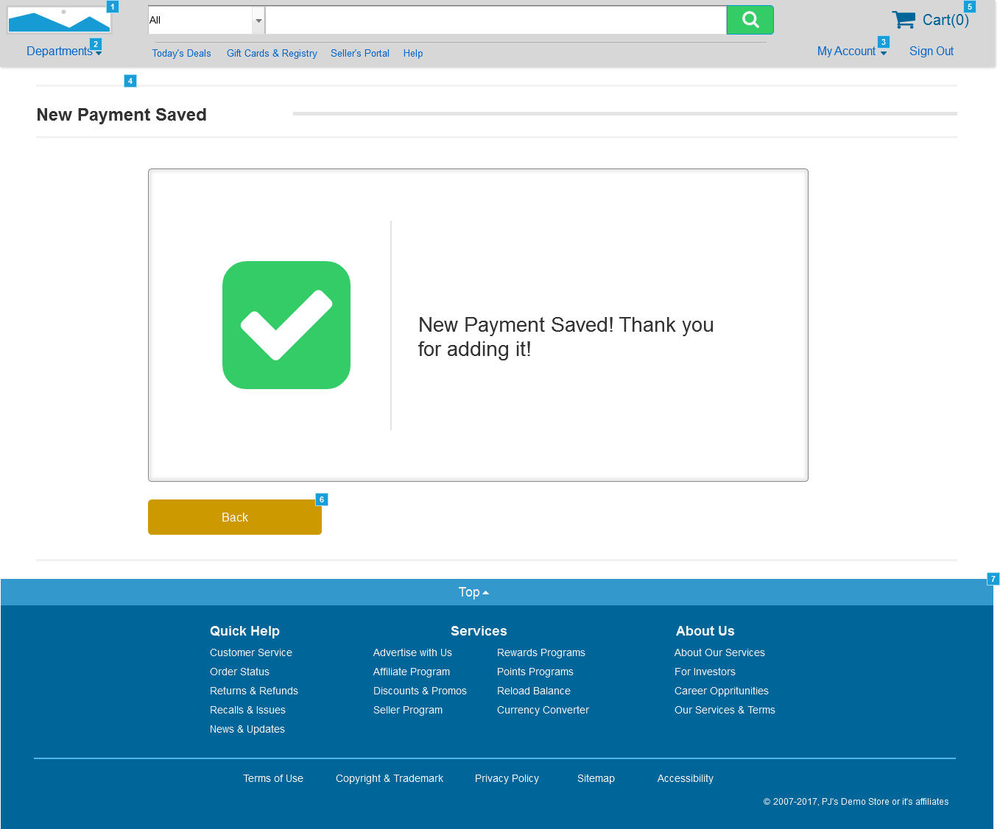 1
All
5
Cart(0)
Departments
2
Today's Deals
Gift Cards & Registry
Seller's Portal
Help
My Account
3
Sign Out
4
New Payment Saved
New Payment Saved! Thank you
for adding it!
Back
6
7
Top
Quick Help
Customer Service
Order Status
Returns & Refunds
Recalls & Issues
News & Updates
Services
Advertise with Us
Affiliate Program
Discounts & Promos
Seller Program
Rewards Programs
Points Programs
Reload Balance
Currency Converter
About Us
About Our Services
For Investors
Career Oppritunities
Our Services & Terms
Terms of Use
Copyright & Trademark
Privacy Policy
Sitemap
Accessibility
© 2007-2017, PJ's Demo Store or it's affiliates